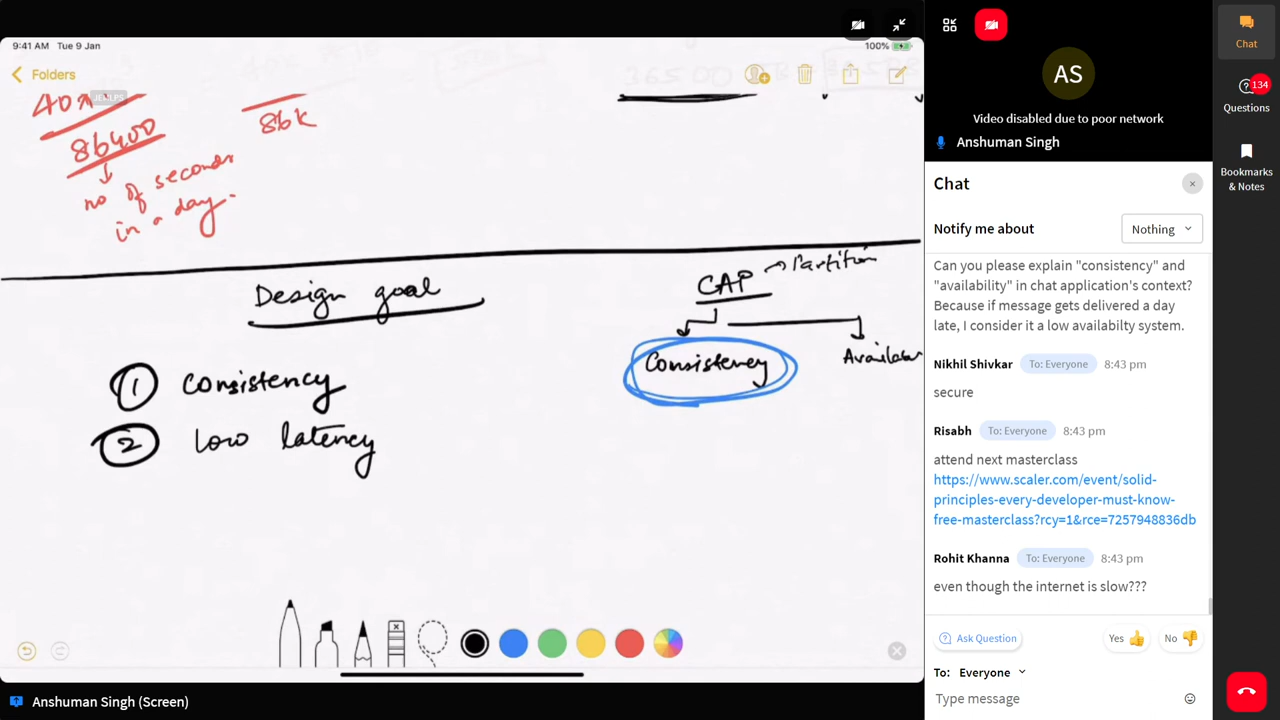 9:41 AM Tue 9 Jan
100%
Folders
86400
no of seconds
in a day.
86k
Design goal
① Consistency
② Low latency
CAP → Partition
Consistency
Anshuman Singh (Screen)
AS
Video disabled due to poor network
Anshuman Singh
Chat
Notify me about
Nothing
Can you please explain "consistency" and
"availability" in chat application's context?
Because if message gets delivered a day
late, I consider it a low availabilty system.
Nikhil Shivkar To: Everyone 8:43 pm
secure
Risabh To: Everyone 8:43 pm
attend next masterclass
https://www.scaler.com/event/solid-
principles-every-developer-must-know-
free-masterclass?rcy=1&rce=7257948836db
Rohit Khanna To: Everyone 8:43 pm
even though the internet is slow???
Ask Question
Yes
No
To: Everyone
Type message
Chat
134
Questions
Bookmarks
& Notes